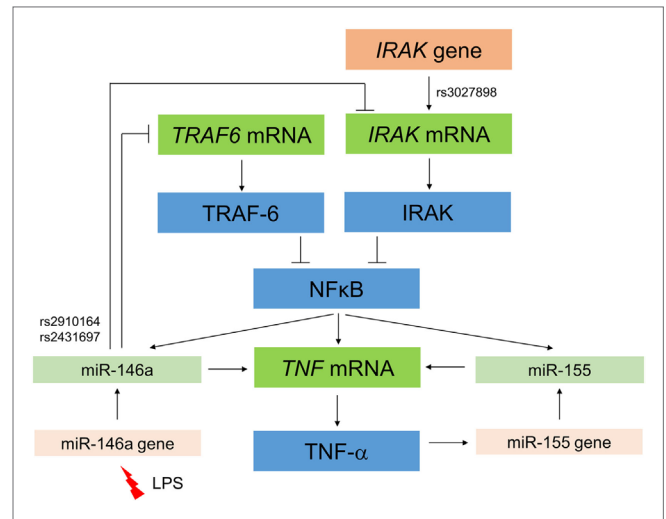 IRAK gene
rs3027898
TRAF6 mRNA
IRAK mRNA
TRAF-6
IRAK
NFκB
rs2910164
rs2431697
miR-146a
TNF mRNA
miR-155
miR-146a gene
TNF-α
miR-155 gene
LPS